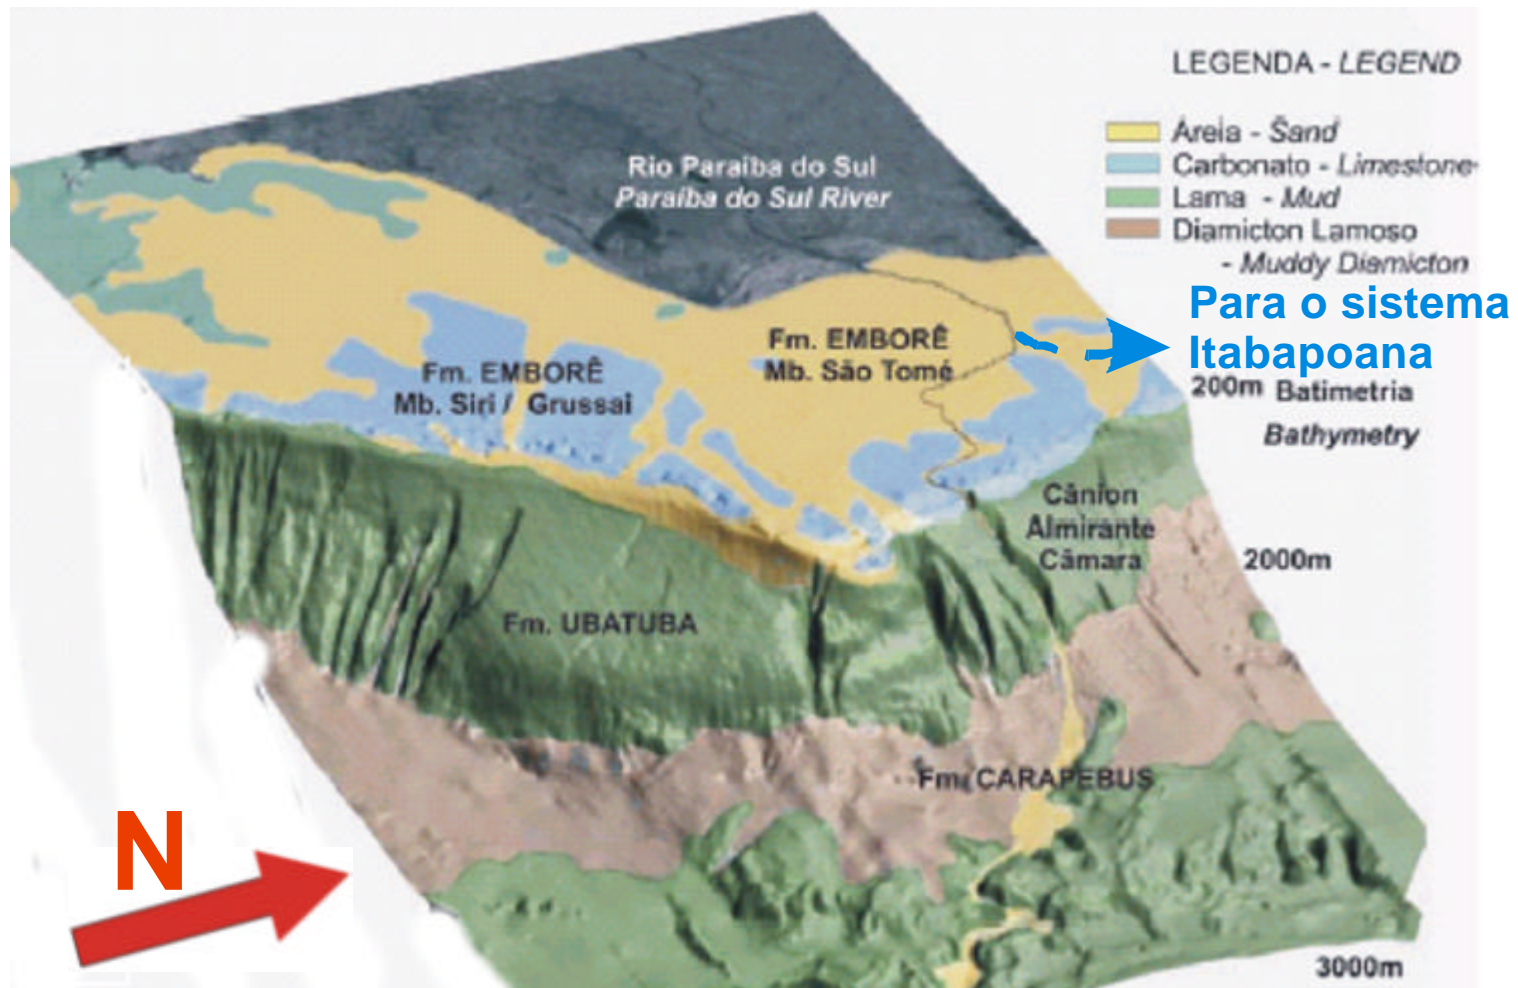 LEGENDA - LEGEND
Areia - Sand
Carbonato - Limestone
Lama - Mud
Diamicton Lamoso
- Muddy Diamicton
Rio Paraíba do Sul
Paraíba do Sul River
Para o sistema
Itabapoana
Fm. EMBORÊ
Mb. São Tomé
Fm. EMBORÊ
Mb. Siri / Grussai
200m Batimetria
Bathymetry
Cânion
Almirante
Câmara
2000m
Fm. UBATUBA
Fm. CARAPEBUS
N
3000m